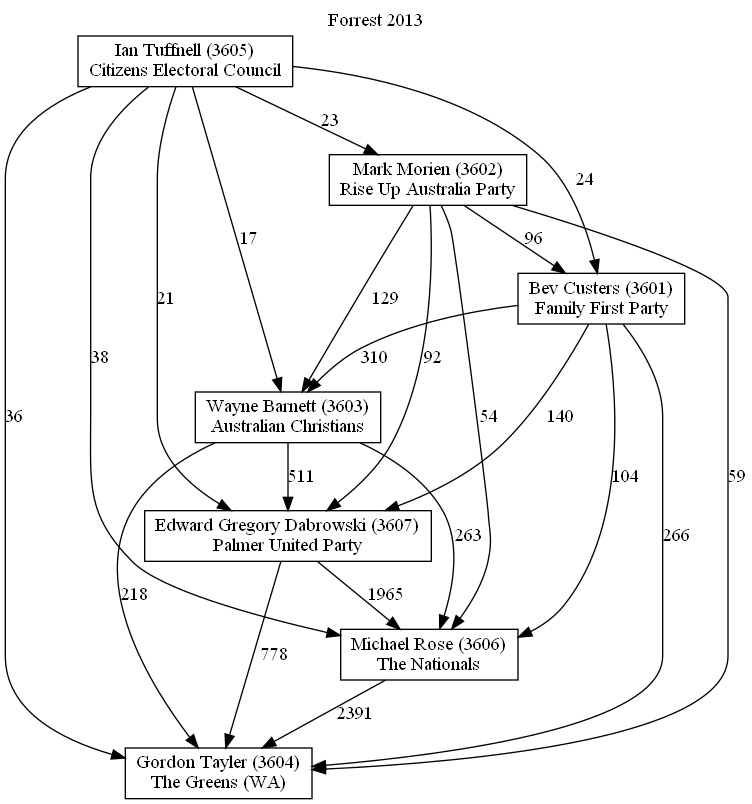 Forrest 2013
Ian Tuffnell (3605)
Citizens Electoral Council
23
Mark Morien (3602)
Rise Up Australia Party
24
17
96
Bev Custers (3601)
Family First Party
21
129
38
310
92
Wayne Barnett (3603)
Australian Christians
36
54
140
511
104
59
Edward Gregory Dabrowski (3607)
Palmer United Party
263
266
218
1965
Michael Rose (3606)
The Nationals
778
2391
Gordon Tayler (3604)
The Greens (WA)